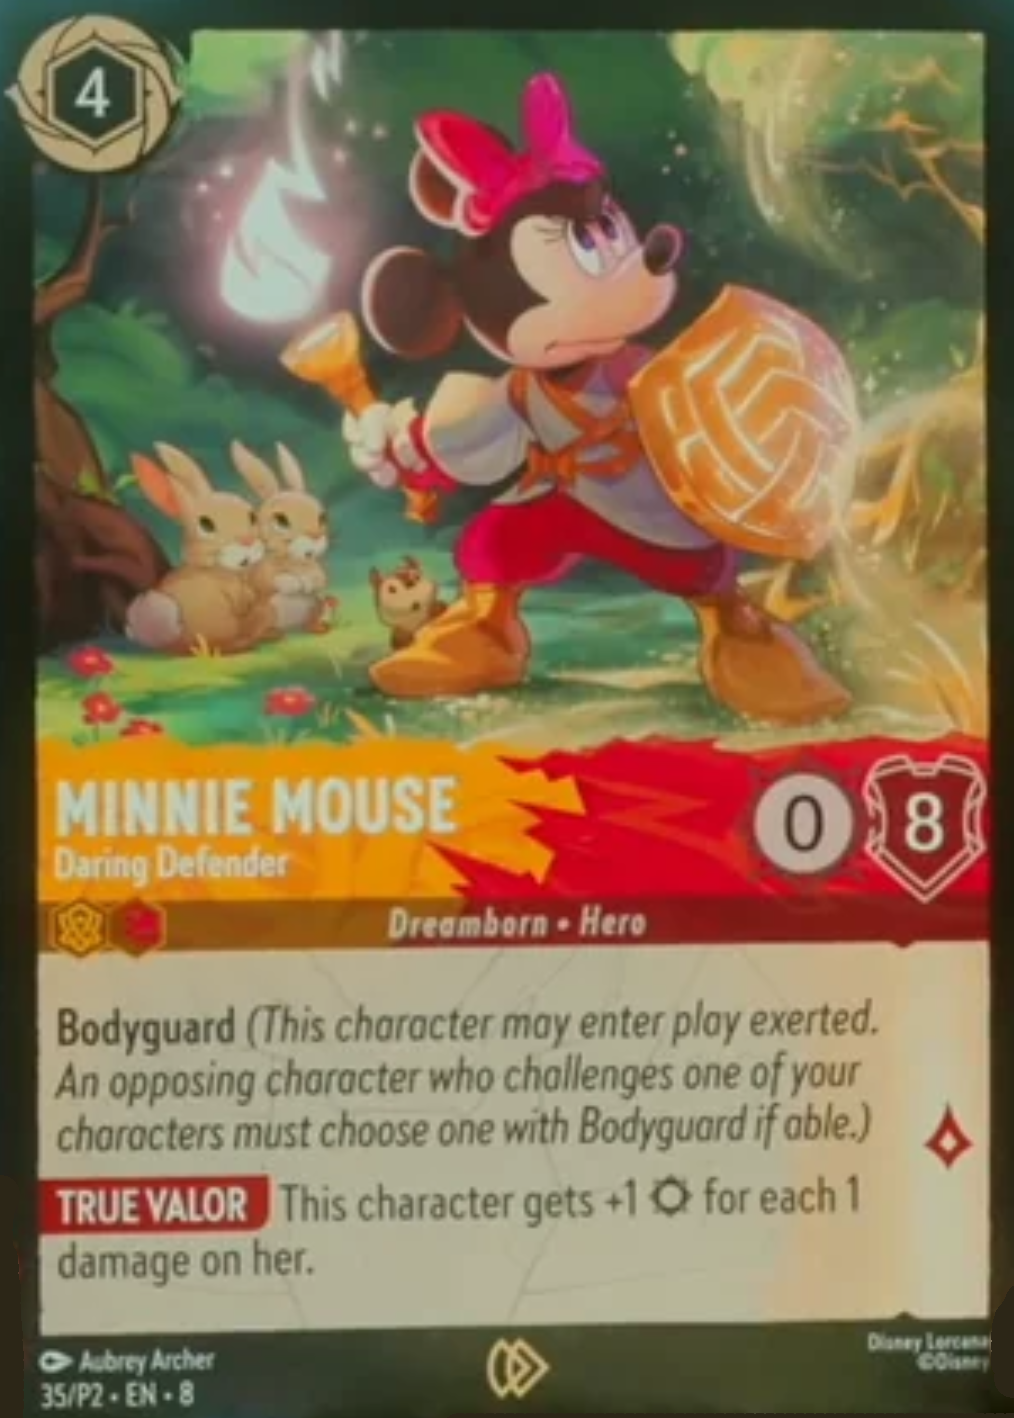 4
MINNIE MOUSE
Daring Defender
0
8
Dreamborn • Hero
Bodyguard (This character may enter play exerted.
An opposing character who challenges one of your
characters must choose one with Bodyguard if able.)
TRUE VALOR This character gets +1 for each 1
damage on her.
Aubrey Archer
35/P2 • EN • 8
Disney Lorcana
©Disney